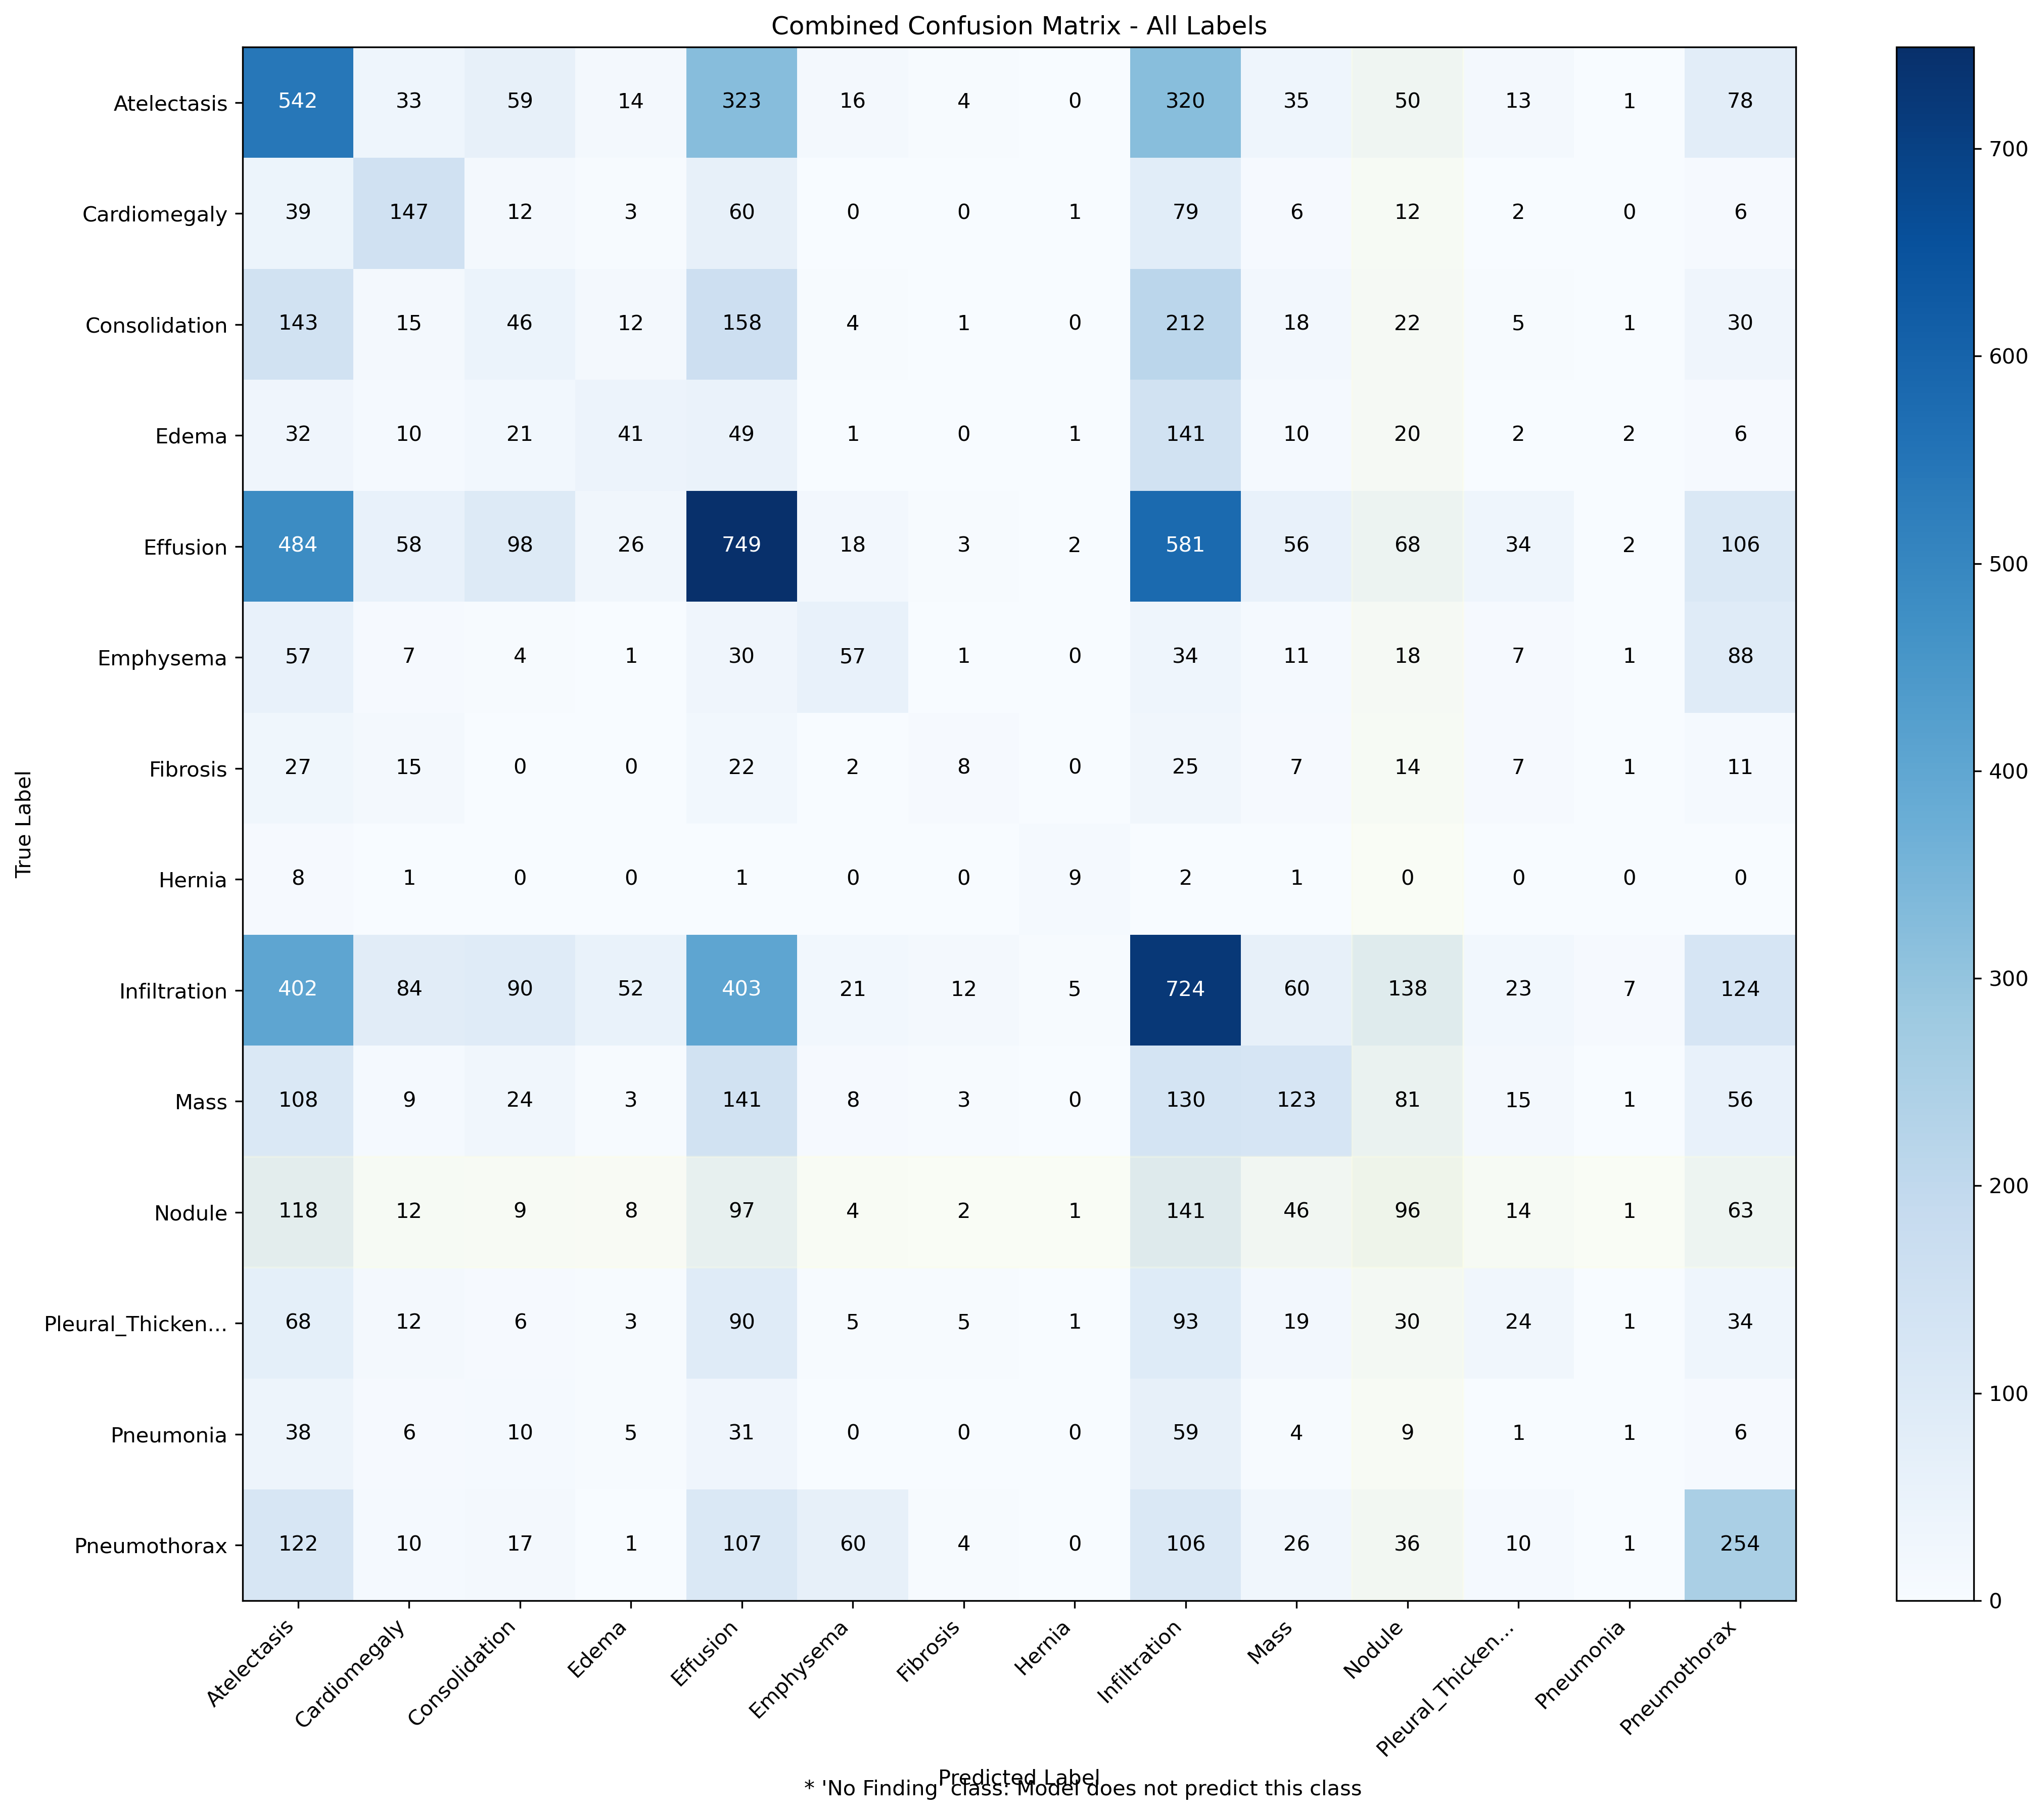 Combined Confusion Matrix - All Labels
Atelectasis 542 33 59 14 323 16 4 0 320 35 50 13 1 78
Cardiomegaly 39 147 12 3 60 0 0 1 79 6 12 2 0 6
Consolidation 143 15 46 12 158 4 1 0 212 18 22 5 1 30
Edema 32 10 21 41 49 1 0 1 141 10 20 2 2 6
Effusion 484 58 98 26 749 18 3 2 581 56 68 34 2 106
Emphysema 57 7 4 1 30 57 1 0 34 11 18 7 1 88
Fibrosis 27 15 0 0 22 2 8 0 25 7 14 7 1 11
Hernia 8 1 0 0 1 0 0 9 2 1 0 0 0 0
Infiltration 402 84 90 52 403 21 12 5 724 60 138 23 7 124
Mass 108 9 24 3 141 8 3 0 130 123 81 15 1 56
Nodule 118 12 9 8 97 4 2 1 141 46 96 14 1 63
Pleural_Thicken... 68 12 6 3 90 5 5 1 93 19 30 24 1 34
Pneumonia 38 6 10 5 31 0 0 0 59 4 9 1 1 6
Pneumothorax 122 10 17 1 107 60 4 0 106 26 36 10 1 254
True Label
Atelectasis Cardiomegaly Consolidation Edema Effusion Emphysema Fibrosis Hernia Infiltration Mass Nodule Pleural_Thicken... Pneumonia Pneumothorax
Predicted Label
* 'No Finding' class: Model does not predict this class
700
600
500
400
300
200
100
0